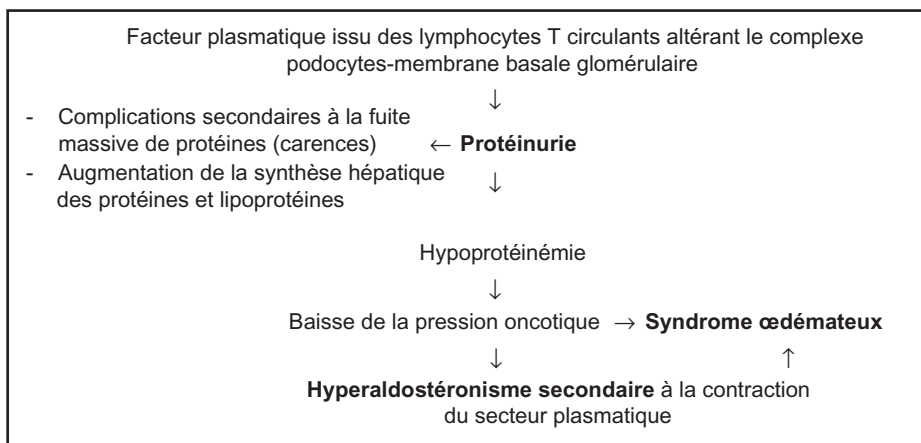 Facteur plasmatique issu des lymphocytes T circulants altérant le complexe
podocytes-membrane basale glomérulaire
↓
- Complications secondaires à la fuite
massive de protéines (carences) ← Protéinurie
- Augmentation de la synthèse hépatique ↓
des protéines et lipoprotéines
Hypoprotéinémie
↓
Baisse de la pression oncotique → Syndrome œdémateux
↓ ↑
Hyperaldostéronisme secondaire à la contraction
du secteur plasmatique